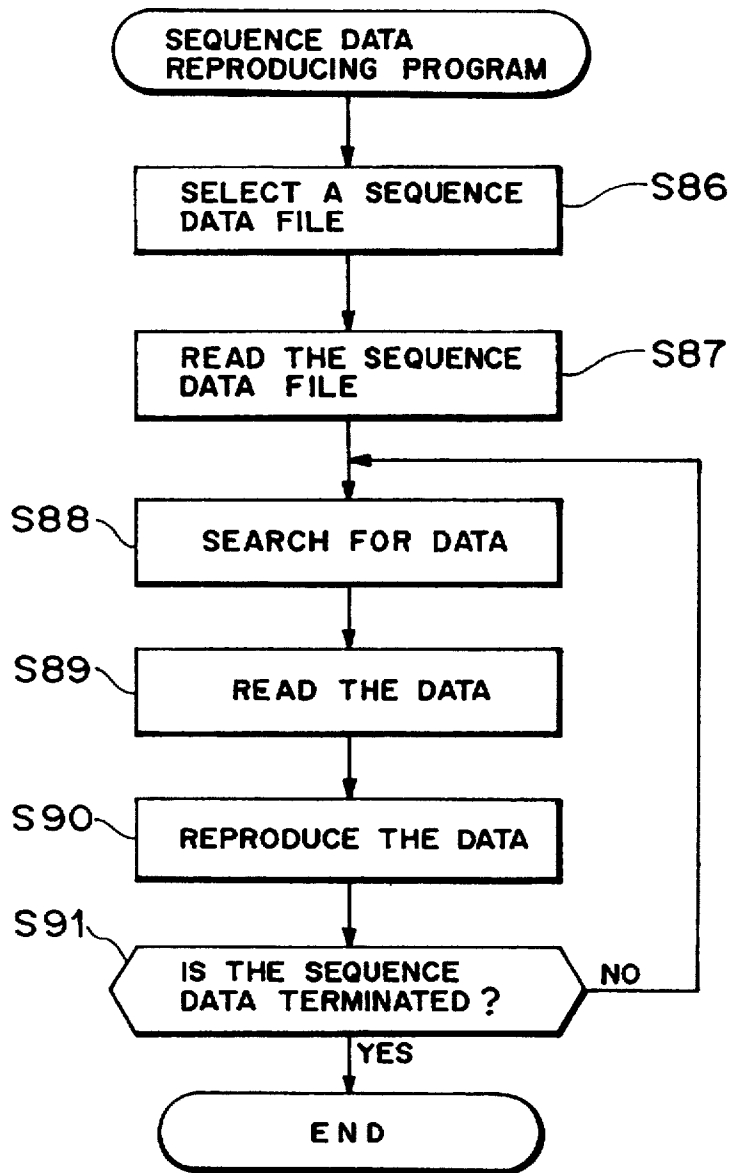 SEQUENCE DATA
REPRODUCING PROGRAM
SELECT A SEQUENCE
DATA FILE
S86
READ THE SEQUENCE
DATA FILE
S87
S88
SEARCH FOR DATA
S89
READ THE DATA
S90
REPRODUCE THE DATA
S91
IS THE SEQUENCE
DATA TERMINATED?
NO
YES
END